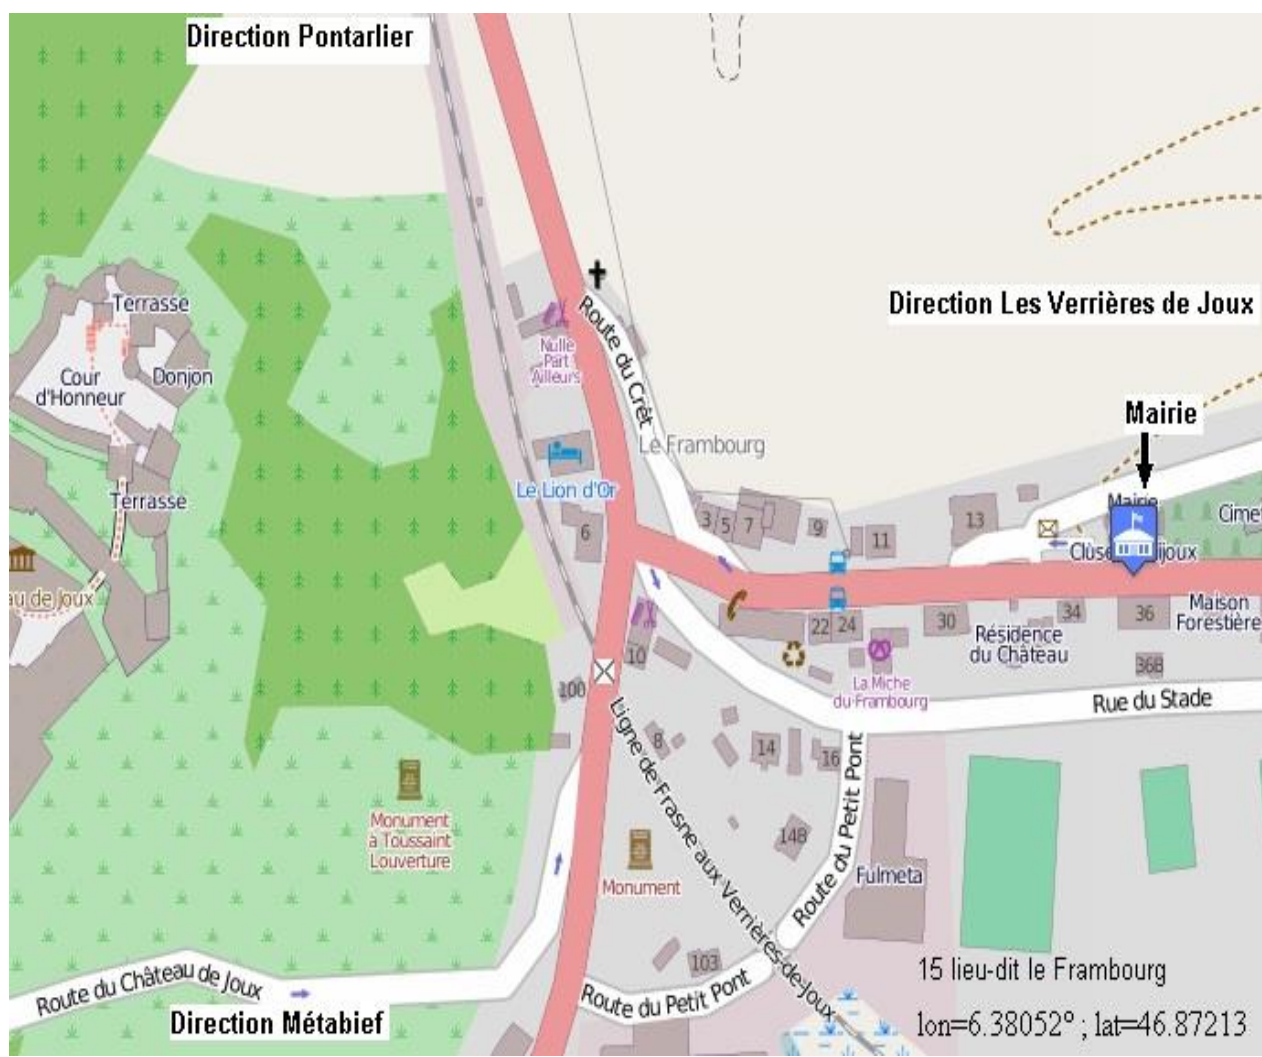 Direction Pontarlier
Terrasse
Cour
d'Honneur
Donjon
Terrasse
au de Joux
Route du Crêt
Nulle
Part
Ailleurs
Le Frambourg
Le Lion d'Or
Direction Les Verrières de Joux
Mairie
Mairie
3
5
7
9
11
13
6
10
100
22
24
30
34
36
36B
Résidence
du Château
Maison
Forestière
La Miche
du Frambourg
Rue du Stade
8
14
16
14B
103
Route du Petit Pont
Route du Petit Pont
Fulmeta
Ligne de Frasne aux Verrières-de-Joux
Monument
à Toussaint
Louverture
Monument
Route du Château de Joux
Direction Métabief
15 lieu-dit le Frambourg
lon=6.38052° ; lat=46.87213